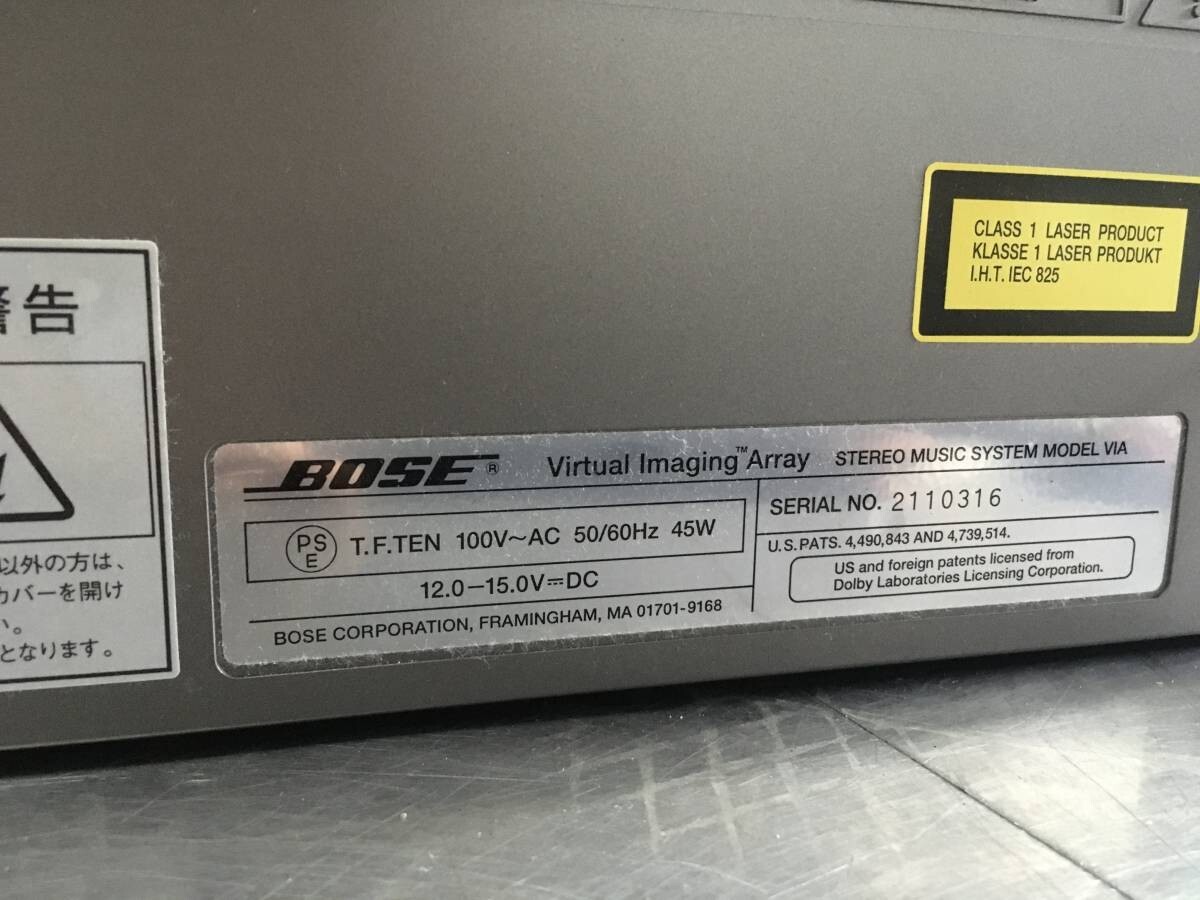 警告
以外の方は、
カバーを開け
い。
となります。
CLASS 1 LASER PRODUCT
KLASSE 1 LASER PRODUKT
I.H.T. IEC 825
BOSE ® Virtual Imaging™ Array STEREO MUSIC SYSTEM MODEL VIA
PSE T.F.TEN 100V~AC 50/60Hz 45W
12.0-15.0V⎓DC
BOSE CORPORATION, FRAMINGHAM, MA 01701-9168
SERIAL NO. 2110316
U.S.PATS. 4,490,843 AND 4,739,514.
US and foreign patents licensed from
Dolby Laboratories Licensing Corporation.